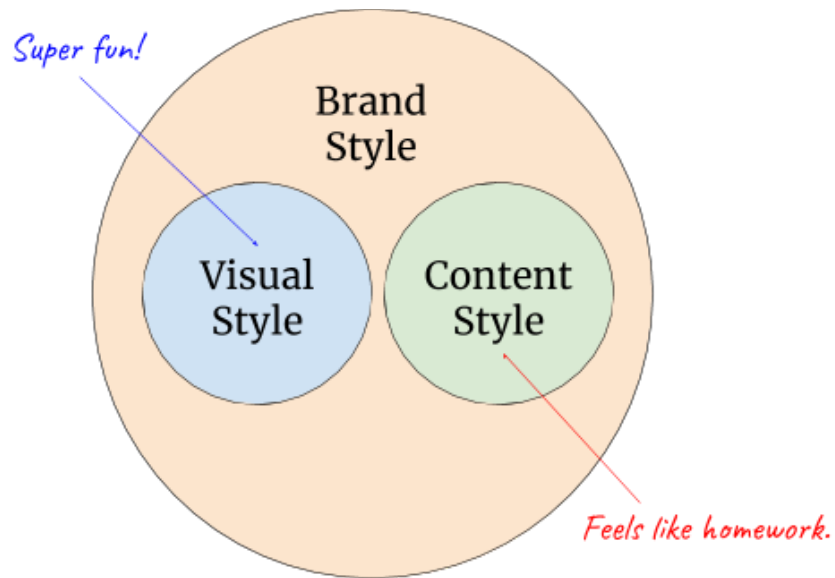 Super fun!
Brand
Style
Visual
Style
Content
Style
Feels like homework.